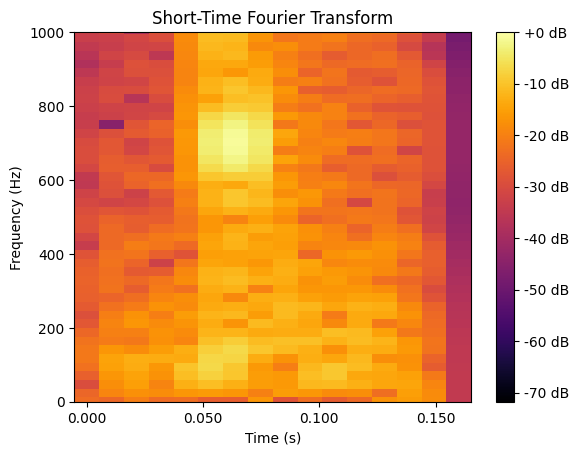 Short-Time Fourier Transform
1000
800
600
400
200
0
Frequency (Hz)
0.000
0.050
0.100
0.150
Time (s)
+0 dB
-10 dB
-20 dB
-30 dB
-40 dB
-50 dB
-60 dB
-70 dB